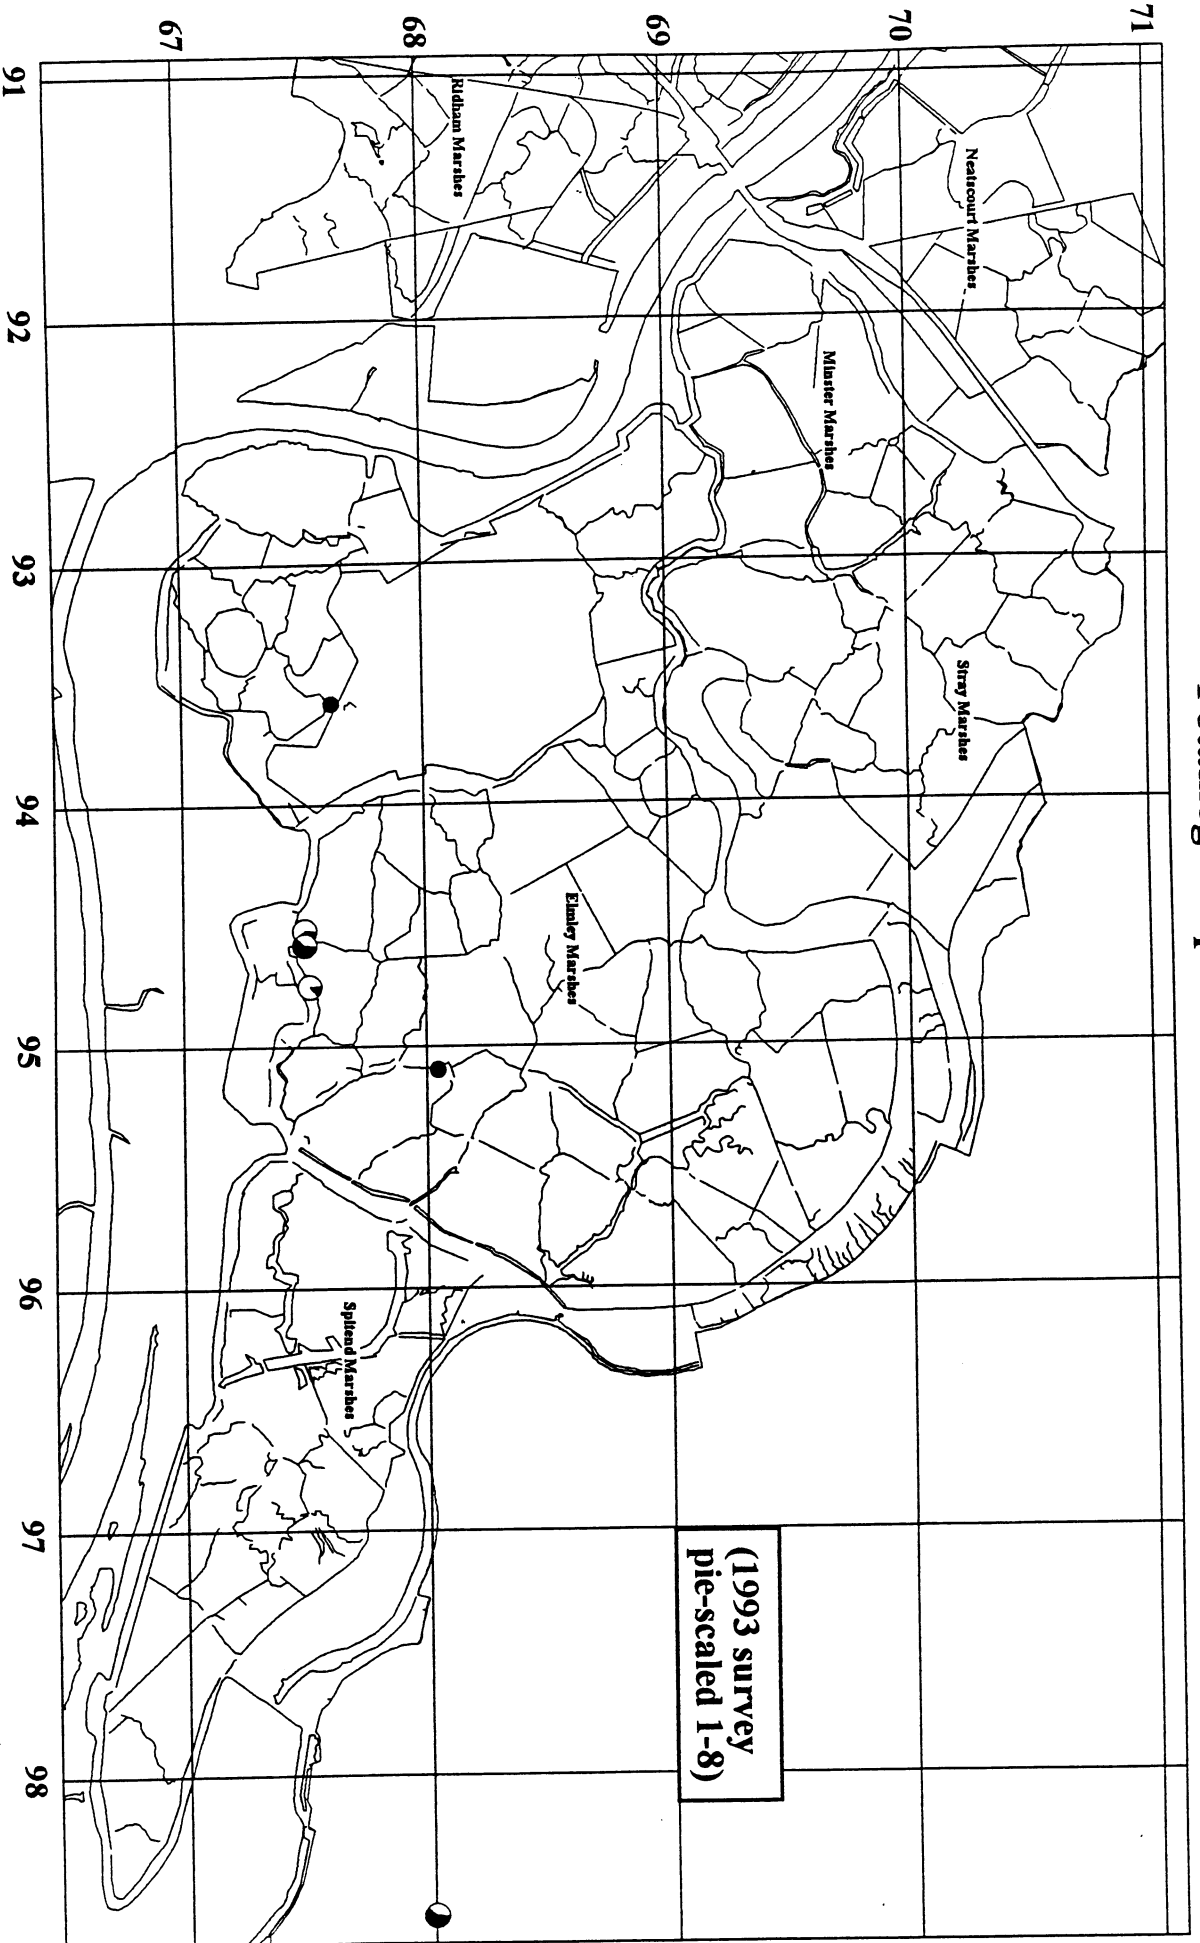 71
70
69
68
67
91
92
93
94
95
96
97
98
Neatscourt Marshes
Ridham Marshes
Minster Marshes
Stray Marshes
Elmley Marshes
Spitend Marshes
(1993 survey
pie-scaled 1-8)